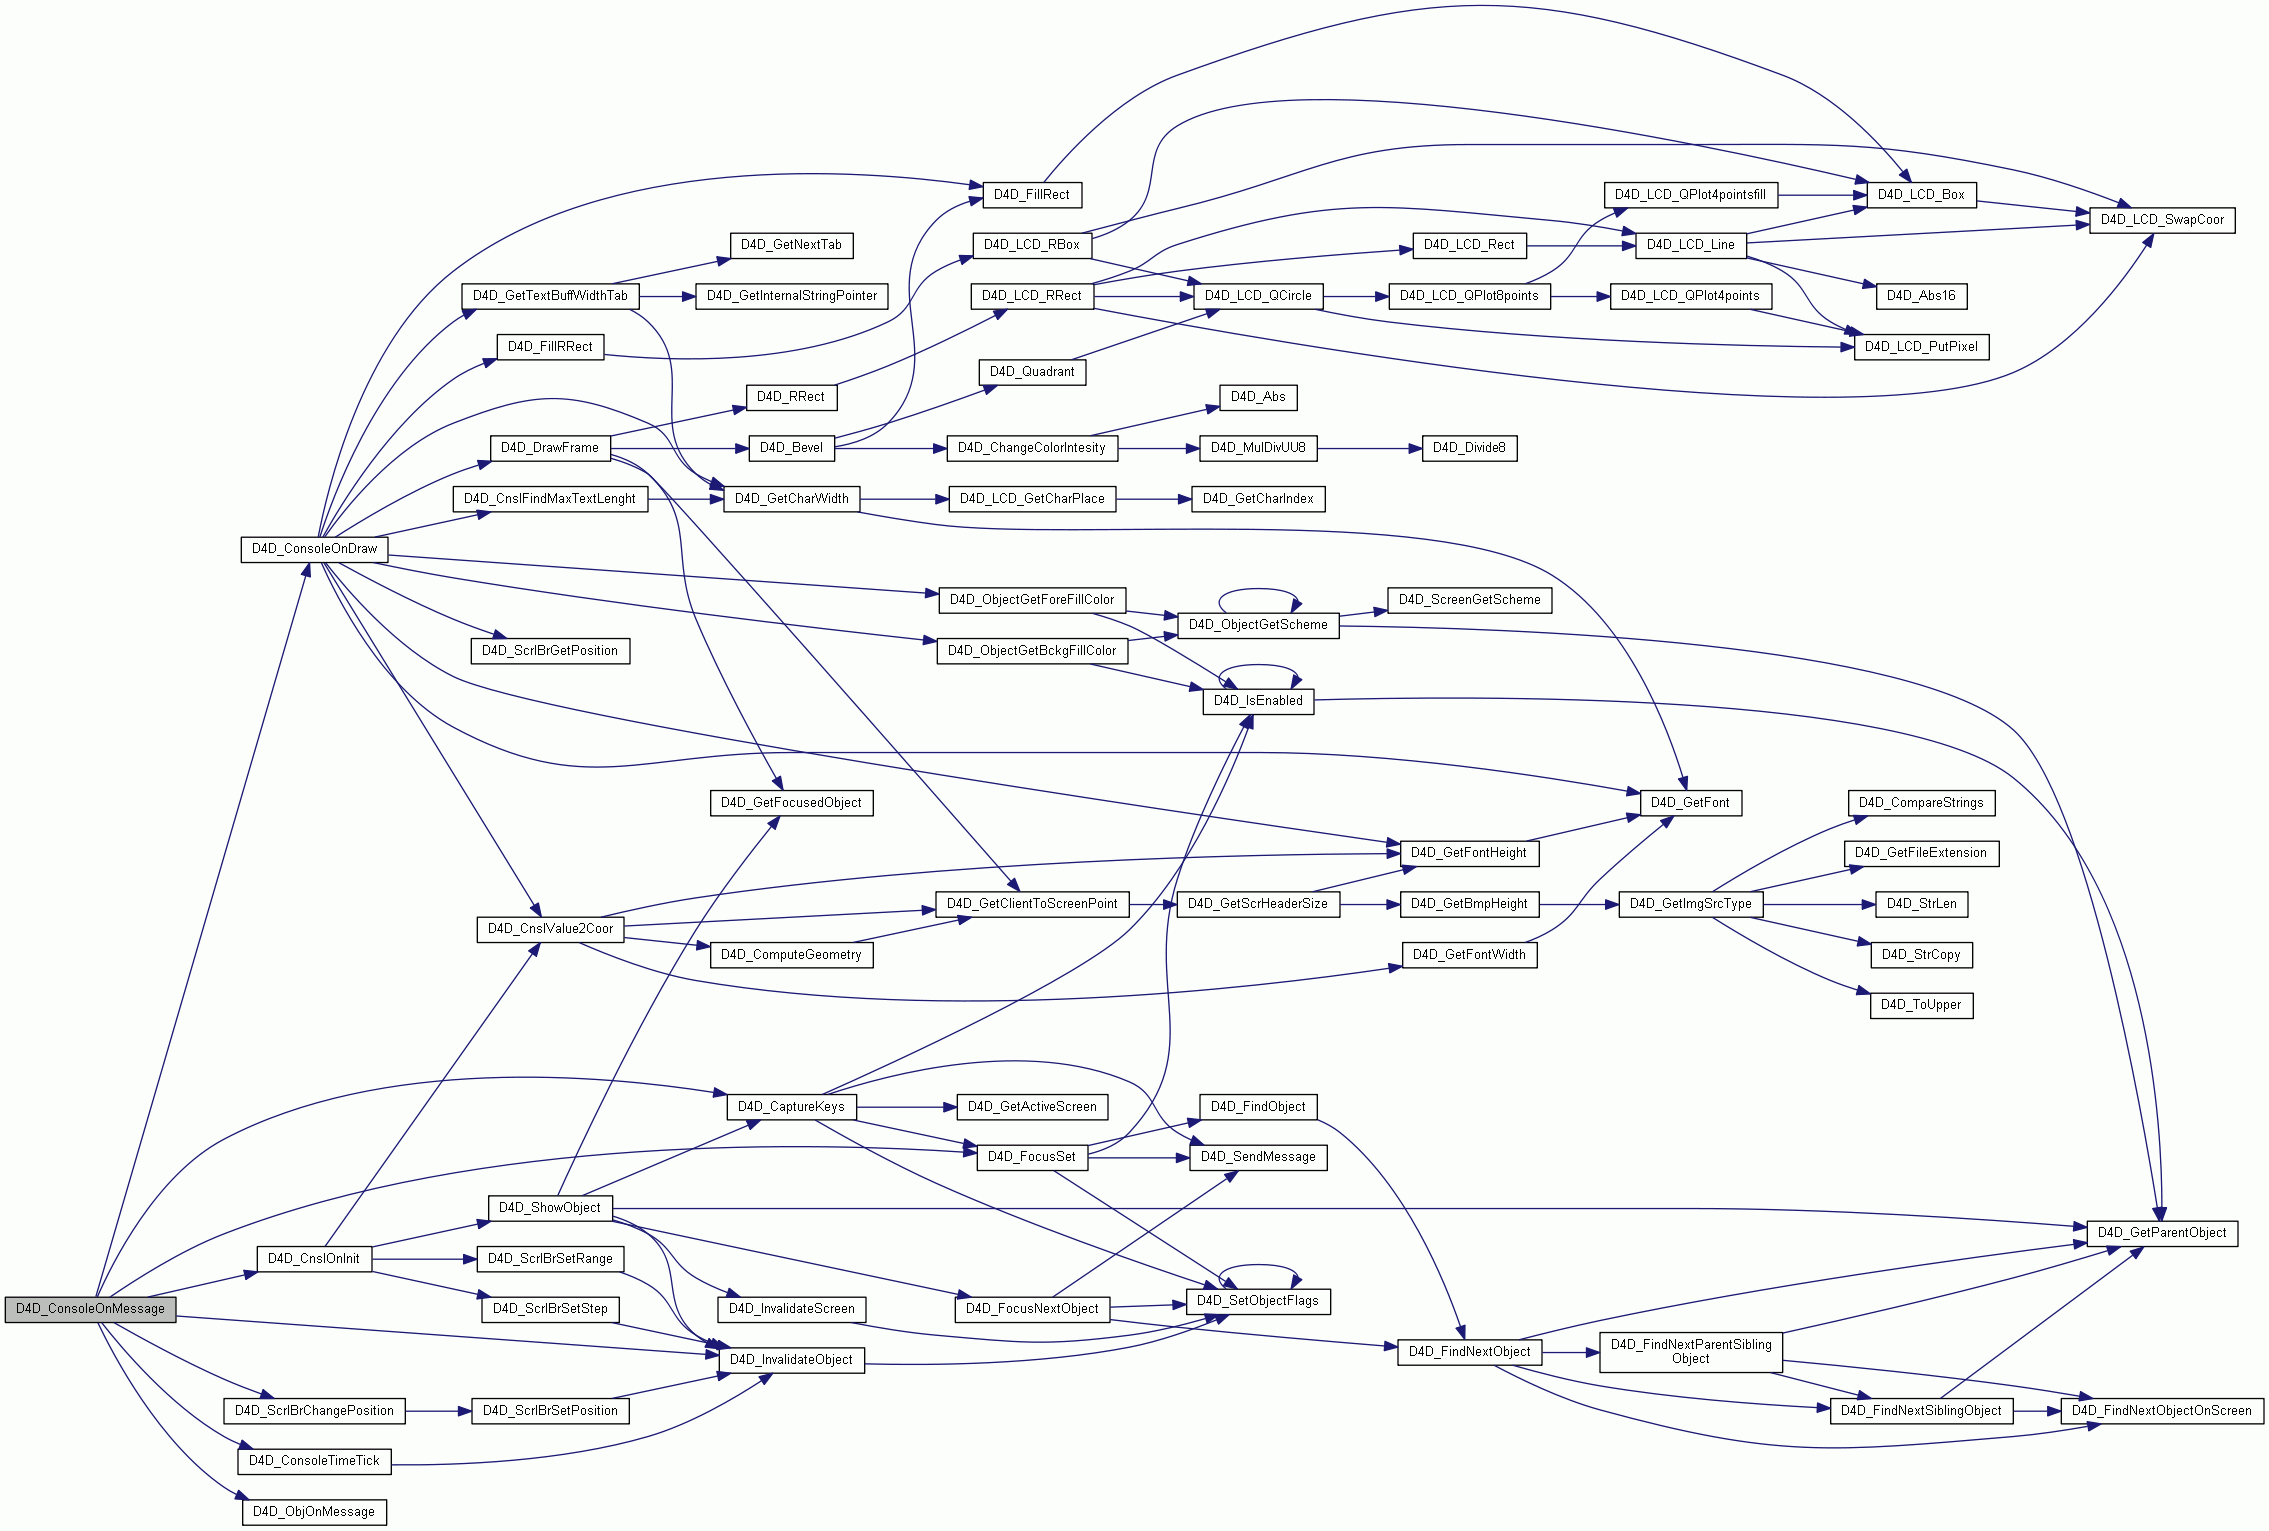 D4D_FillRect
D4D_LCD_QPlot4pointsfill
D4D_LCD_Box
D4D_LCD_SwapCoor
D4D_GetNextTab
D4D_LCD_RBox
D4D_LCD_Rect
D4D_LCD_Line
D4D_GetTextBuffWidthTab
D4D_GetInternalStringPointer
D4D_LCD_RRect
D4D_LCD_QCircle
D4D_LCD_QPlot8points
D4D_LCD_QPlot4points
D4D_Abs16
D4D_FillRRect
D4D_LCD_PutPixel
D4D_Quadrant
D4D_RRect
D4D_Abs
D4D_DrawFrame
D4D_Bevel
D4D_ChangeColorIntesity
D4D_MulDivUU8
D4D_Divide8
D4D_CnslFindMaxTextLenght
D4D_GetCharWidth
D4D_LCD_GetCharPlace
D4D_GetCharIndex
D4D_ConsoleOnDraw
D4D_ObjectGetForeFillColor
D4D_ScreenGetScheme
D4D_ObjectGetScheme
D4D_ScrlBrGetPosition
D4D_ObjectGetBckgFillColor
D4D_IsEnabled
D4D_GetFocusedObject
D4D_GetFont
D4D_CompareStrings
D4D_GetFontHeight
D4D_GetFileExtension
D4D_GetClientToScreenPoint
D4D_GetScrHeaderSize
D4D_GetBmpHeight
D4D_GetImgSrcType
D4D_StrLen
D4D_CnslValue2Coor
D4D_ComputeGeometry
D4D_GetFontWidth
D4D_StrCopy
D4D_ToUpper
D4D_CaptureKeys
D4D_GetActiveScreen
D4D_FindObject
D4D_FocusSet
D4D_SendMessage
D4D_ShowObject
D4D_GetParentObject
D4D_CnslOnInit
D4D_ScrlBrSetRange
D4D_ConsoleOnMessage
D4D_ScrlBrSetStep
D4D_InvalidateScreen
D4D_FocusNextObject
D4D_SetObjectFlags
D4D_InvalidateObject
D4D_FindNextObject
D4D_FindNextParentSibling
Object
D4D_ScrlBrChangePosition
D4D_ScrlBrSetPosition
D4D_FindNextSiblingObject
D4D_FindNextObjectOnScreen
D4D_ConsoleTimeTick
D4D_ObjOnMessage